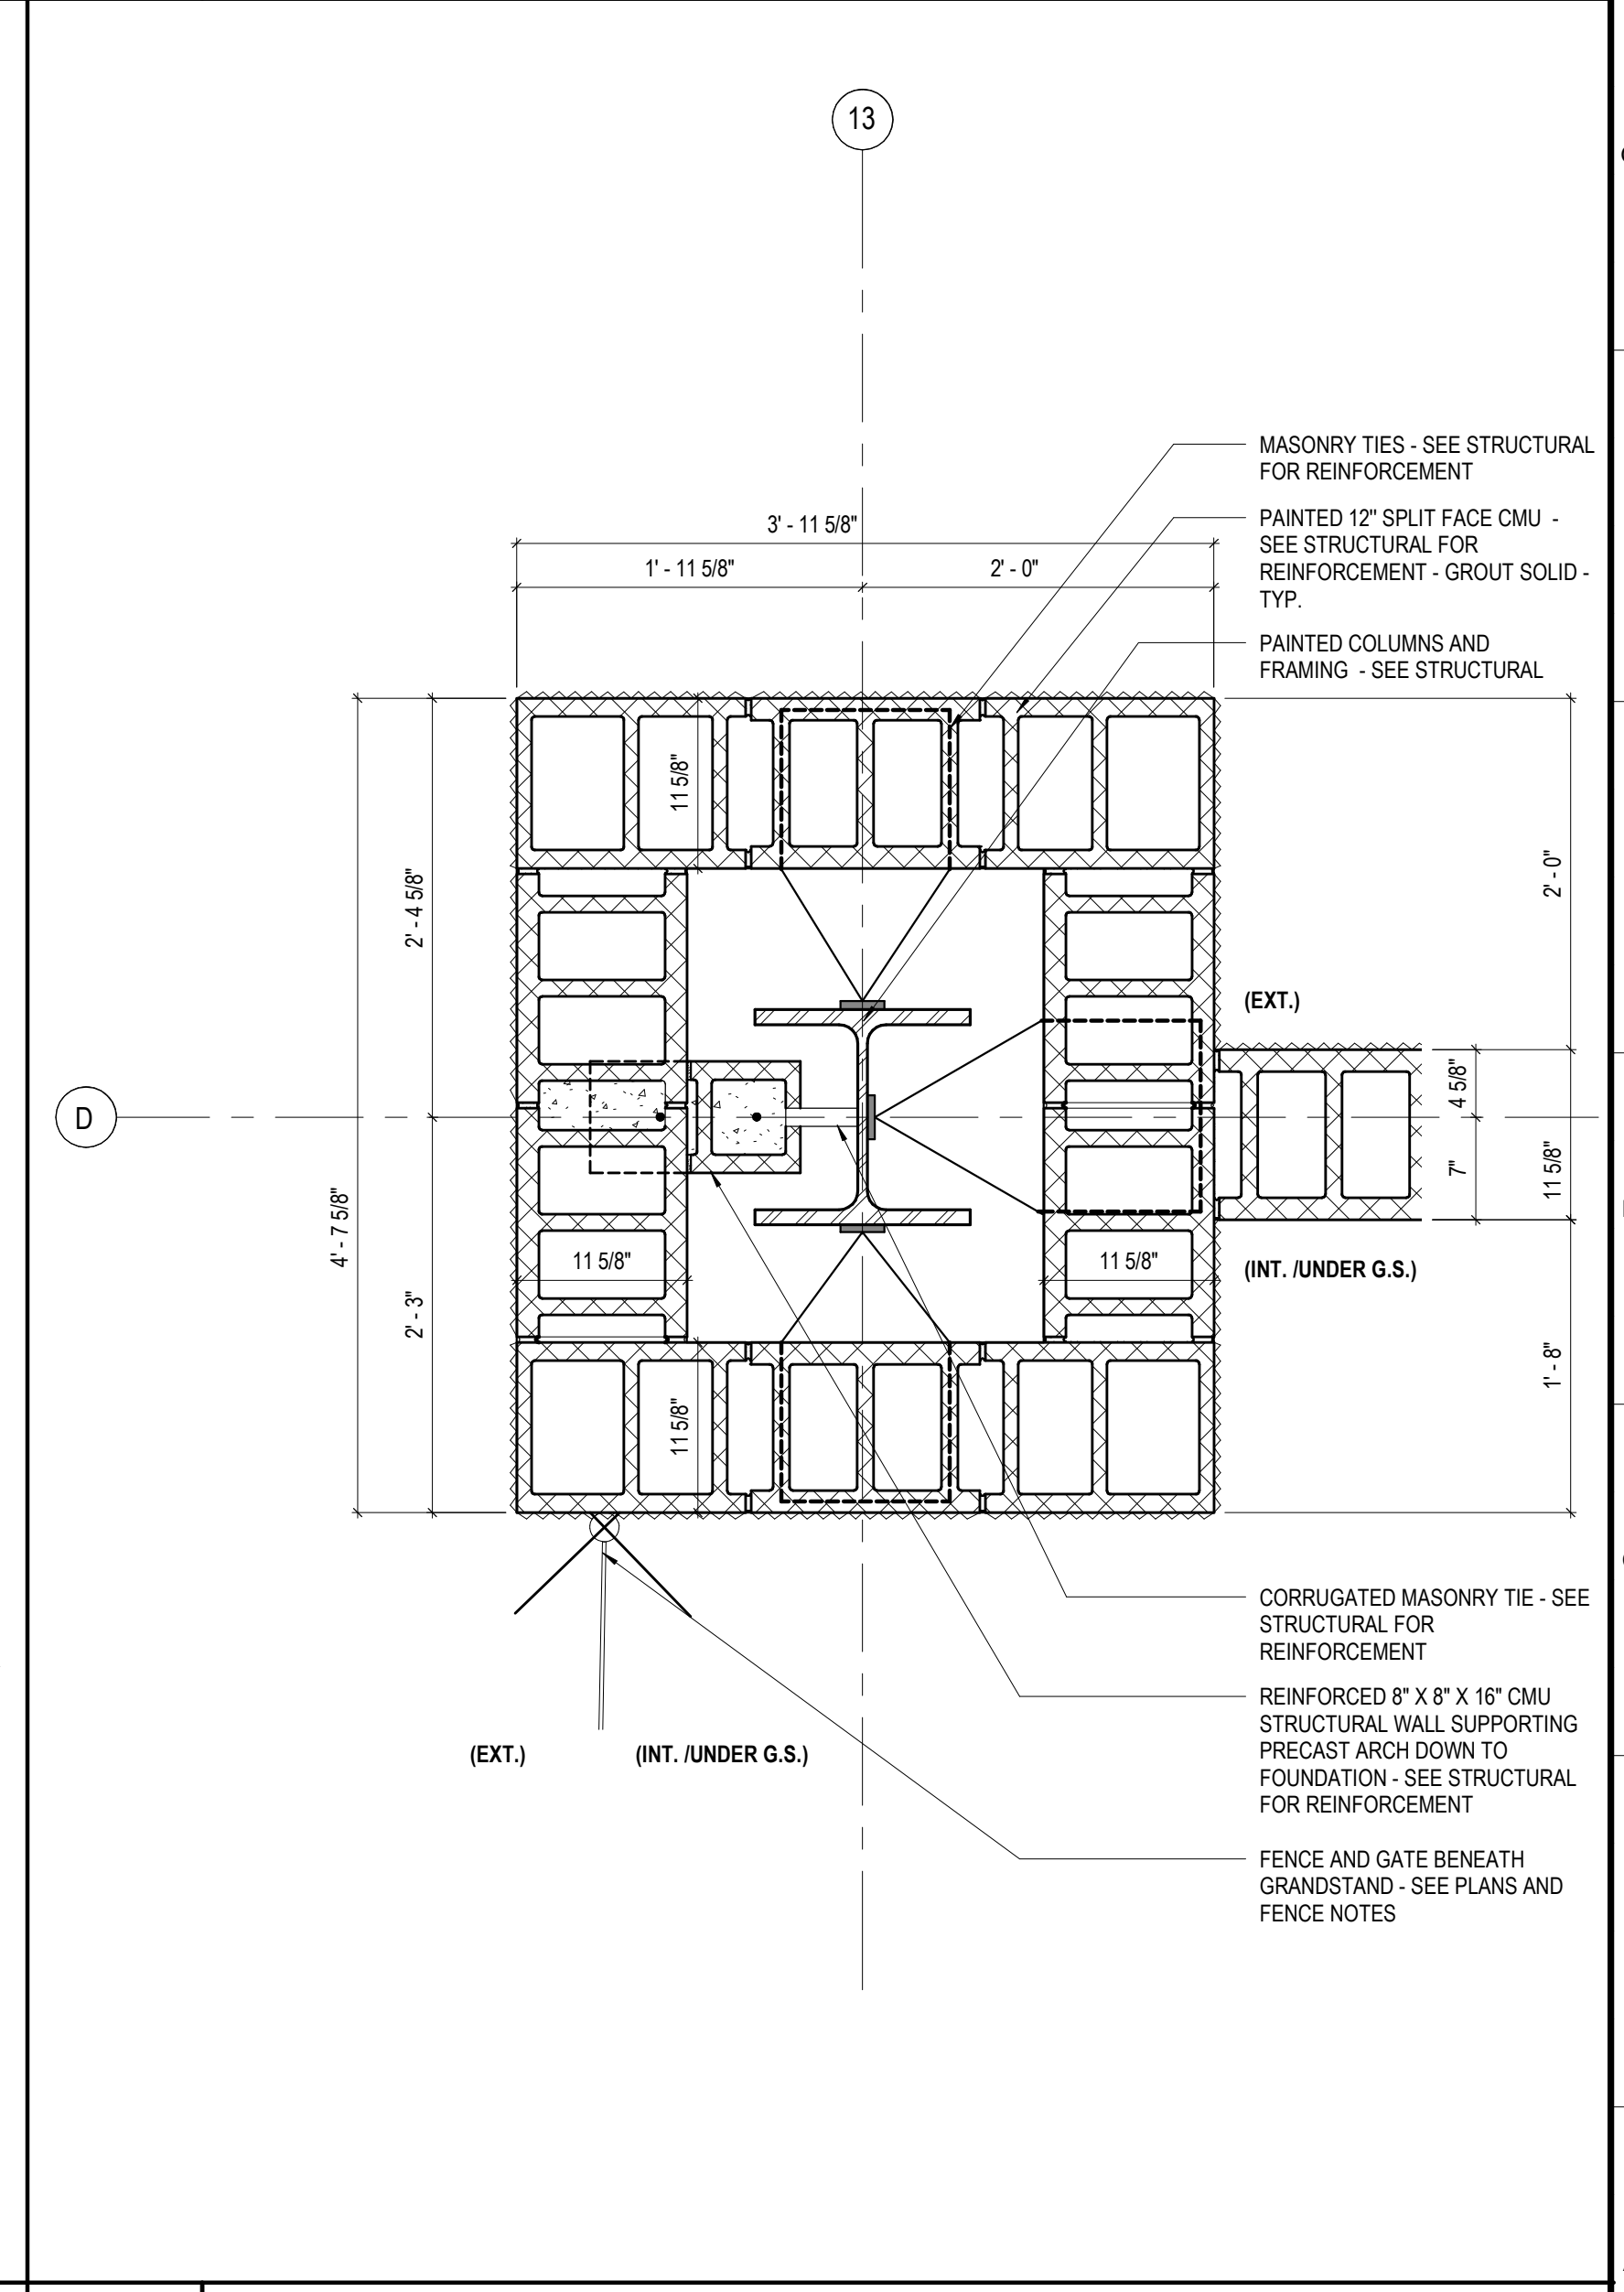 13
MASONRY TIES - SEE STRUCTURAL
FOR REINFORCEMENT
PAINTED 12" SPLIT FACE CMU -
SEE STRUCTURAL FOR
REINFORCEMENT - GROUT SOLID -
TYP.
PAINTED COLUMNS AND
FRAMING - SEE STRUCTURAL
3' - 11 5/8"
1' - 11 5/8"
2' - 0"
11 5/8"
2' - 4 5/8"
2' - 0"
(EXT.)
D
4 5/8"
7"
11 5/8"
4' - 7 5/8"
11 5/8"
11 5/8"
(INT. /UNDER G.S.)
2' - 3"
1' - 8"
11 5/8"
CORRUGATED MASONRY TIE - SEE
STRUCTURAL FOR
REINFORCEMENT
REINFORCED 8" X 8" X 16" CMU
STRUCTURAL WALL SUPPORTING
PRECAST ARCH DOWN TO
FOUNDATION - SEE STRUCTURAL
FOR REINFORCEMENT
(EXT.)
(INT. /UNDER G.S.)
FENCE AND GATE BENEATH
GRANDSTAND - SEE PLANS AND
FENCE NOTES